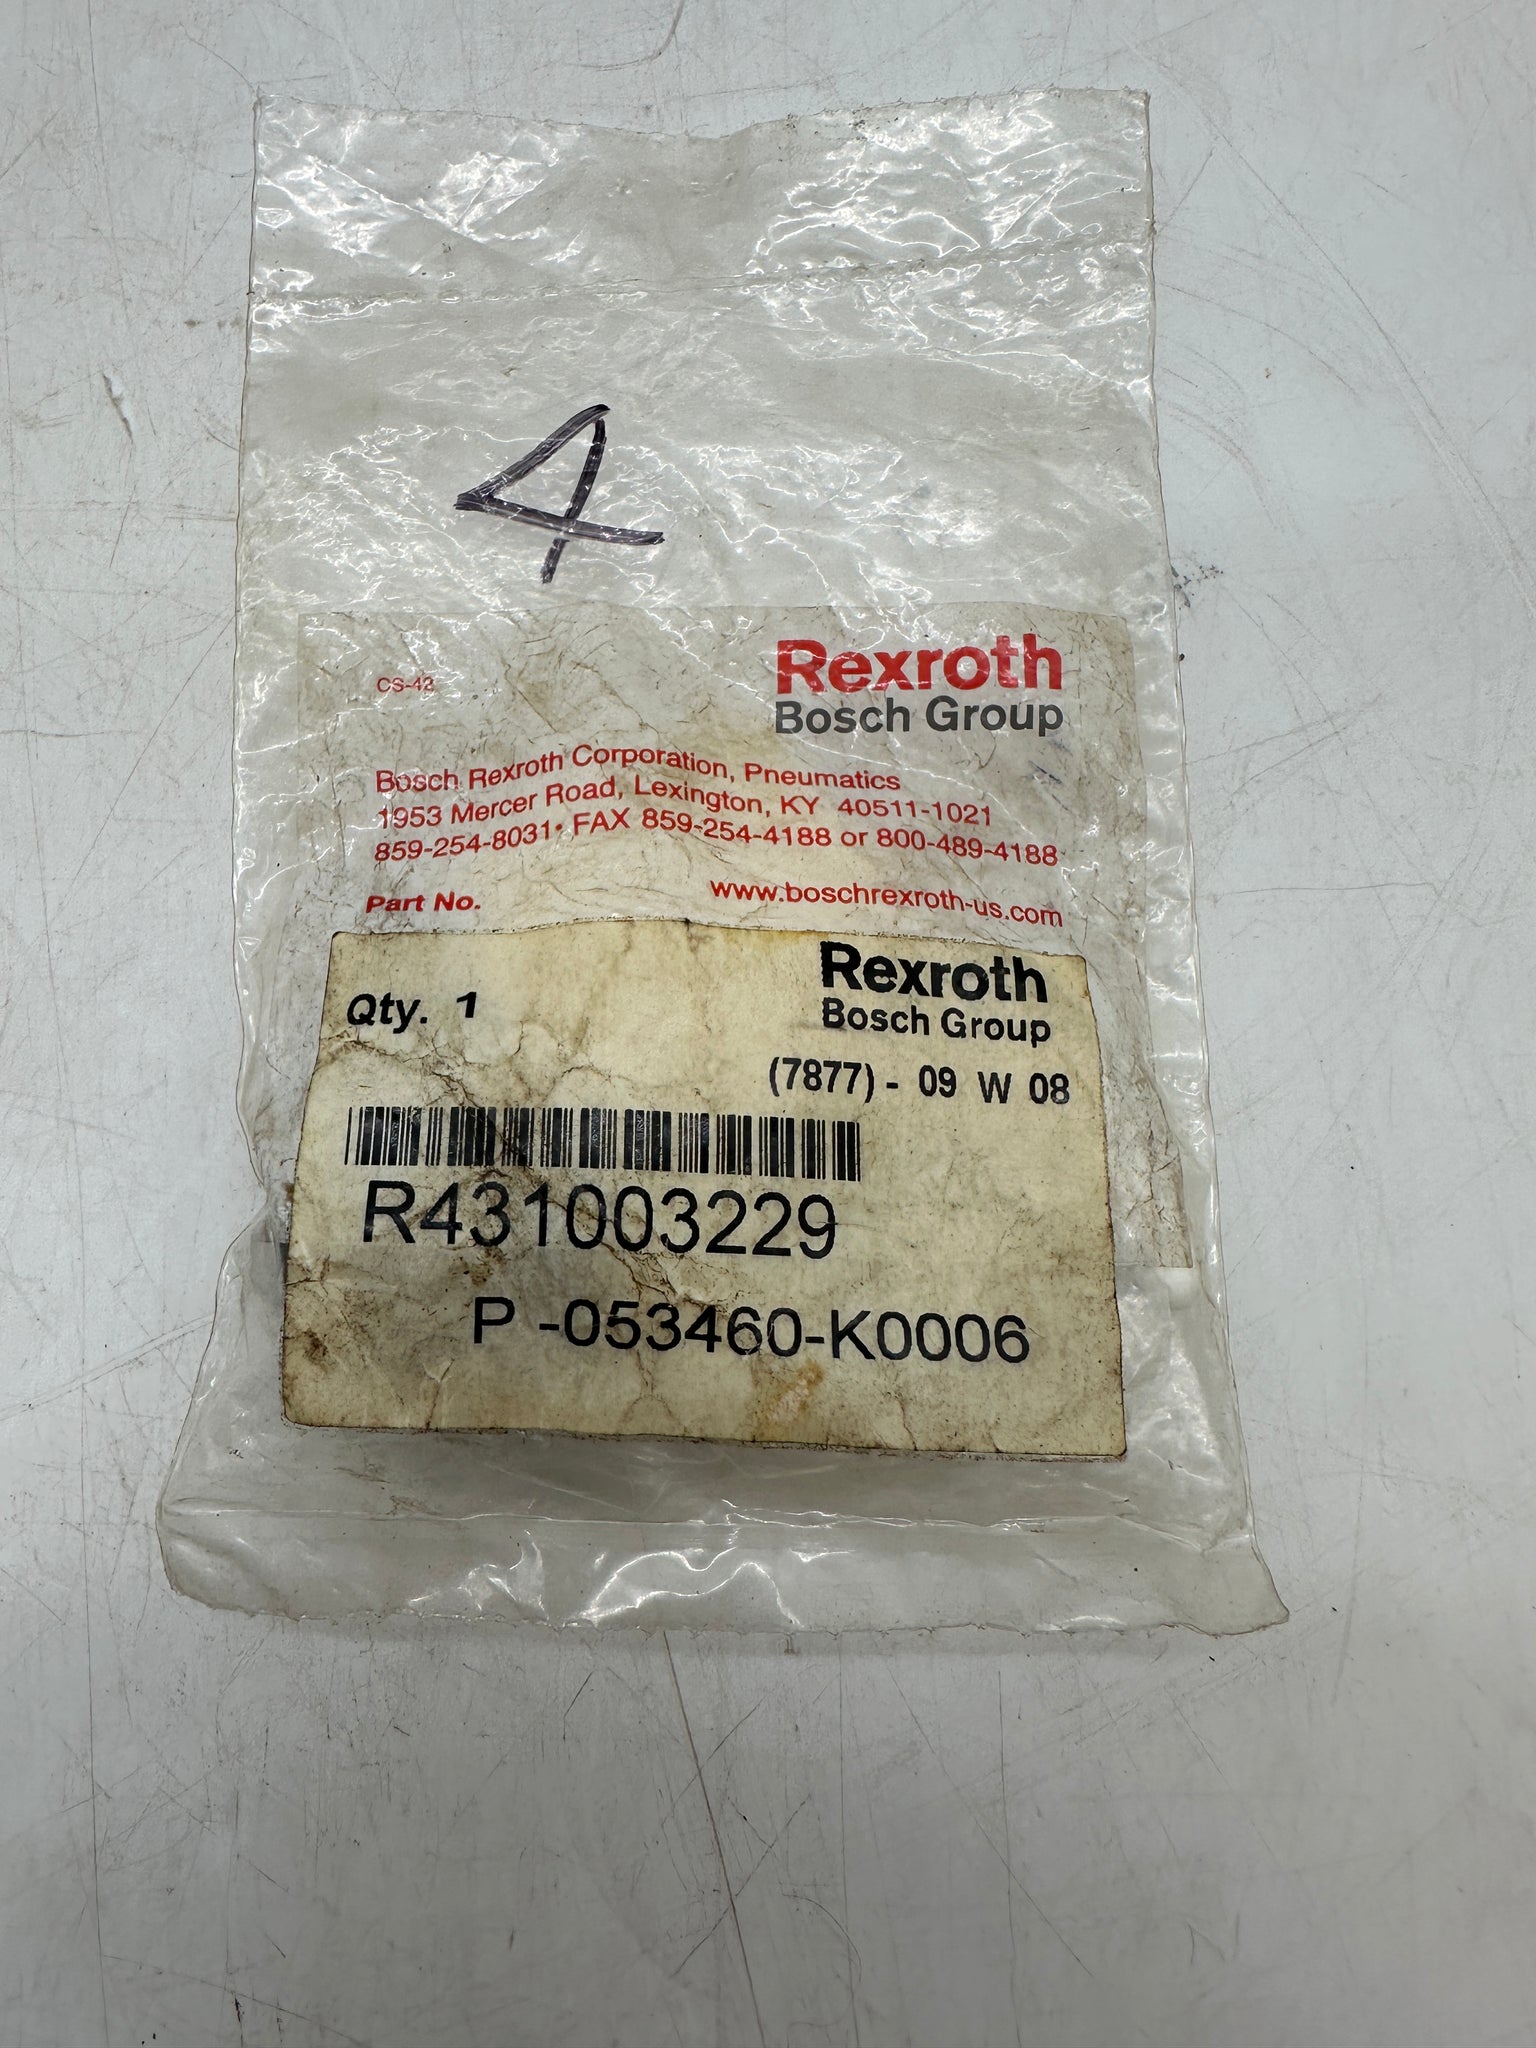 4
CS-42
Rexroth
Bosch Group
Bosch Rexroth Corporation, Pneumatics
1953 Mercer Road, Lexington, KY 40511-1021
859-254-8031• FAX 859-254-4188 or 800-489-4188
Part No.
www.boschrexroth-us.com
Qty. 1
Rexroth
Bosch Group
(7877) - 09 W 08
R431003229
P -053460-K0006